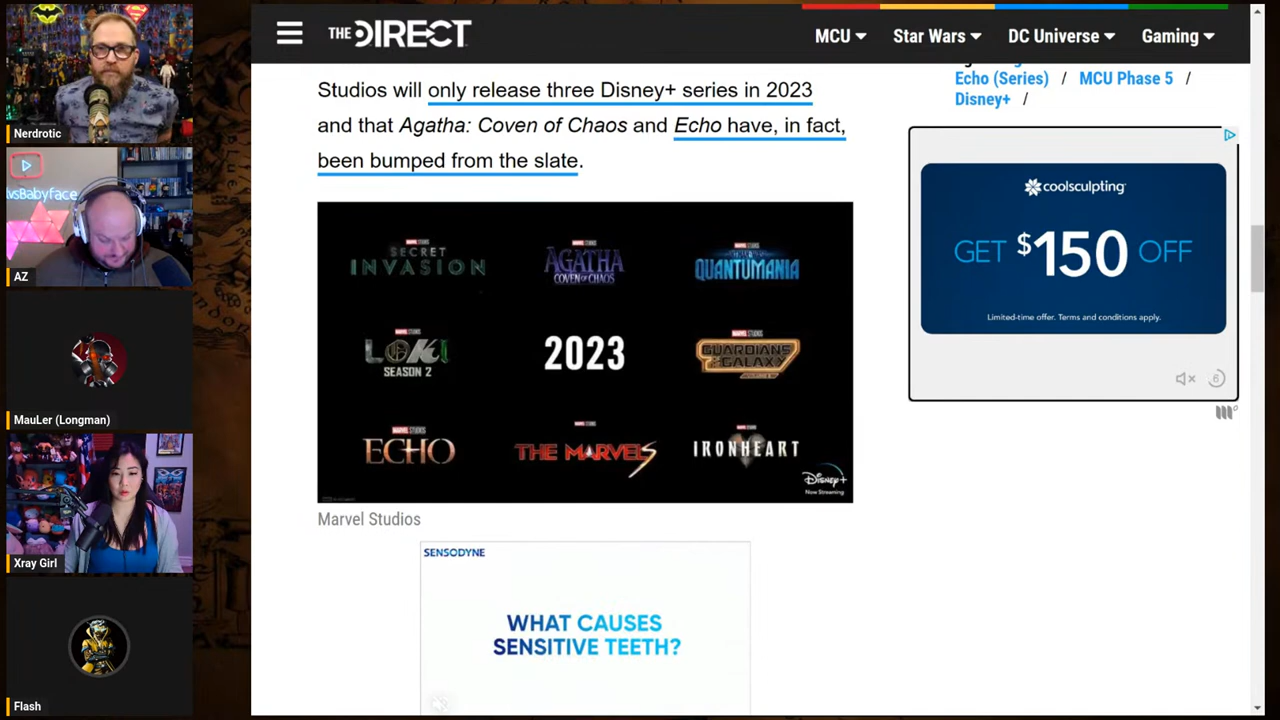 Nerdrotic
vsBabyface
AZ
MauLer (Longman)
Xray Girl
Flash
THE DIRECT
MCU
Star Wars
DC Universe
Gaming
Studios will only release three Disney+ series in 2023
and that Agatha: Coven of Chaos and Echo have, in fact,
been bumped from the slate.
SECRET
INVASION
AGATHA
COVEN OF CHAOS
QUANTUMANIA
LOKI
SEASON 2
2023
GUARDIANS
GALAXY
ECHO
THE MARVELS
IRONHEART
Disney+
Now Streaming
Marvel Studios
SENSODYNE
WHAT CAUSES
SENSITIVE TEETH?
Echo (Series) / MCU Phase 5 /
Disney+ /
coolsculpting
GET $150 OFF
Limited-time offer. Terms and conditions apply.
6